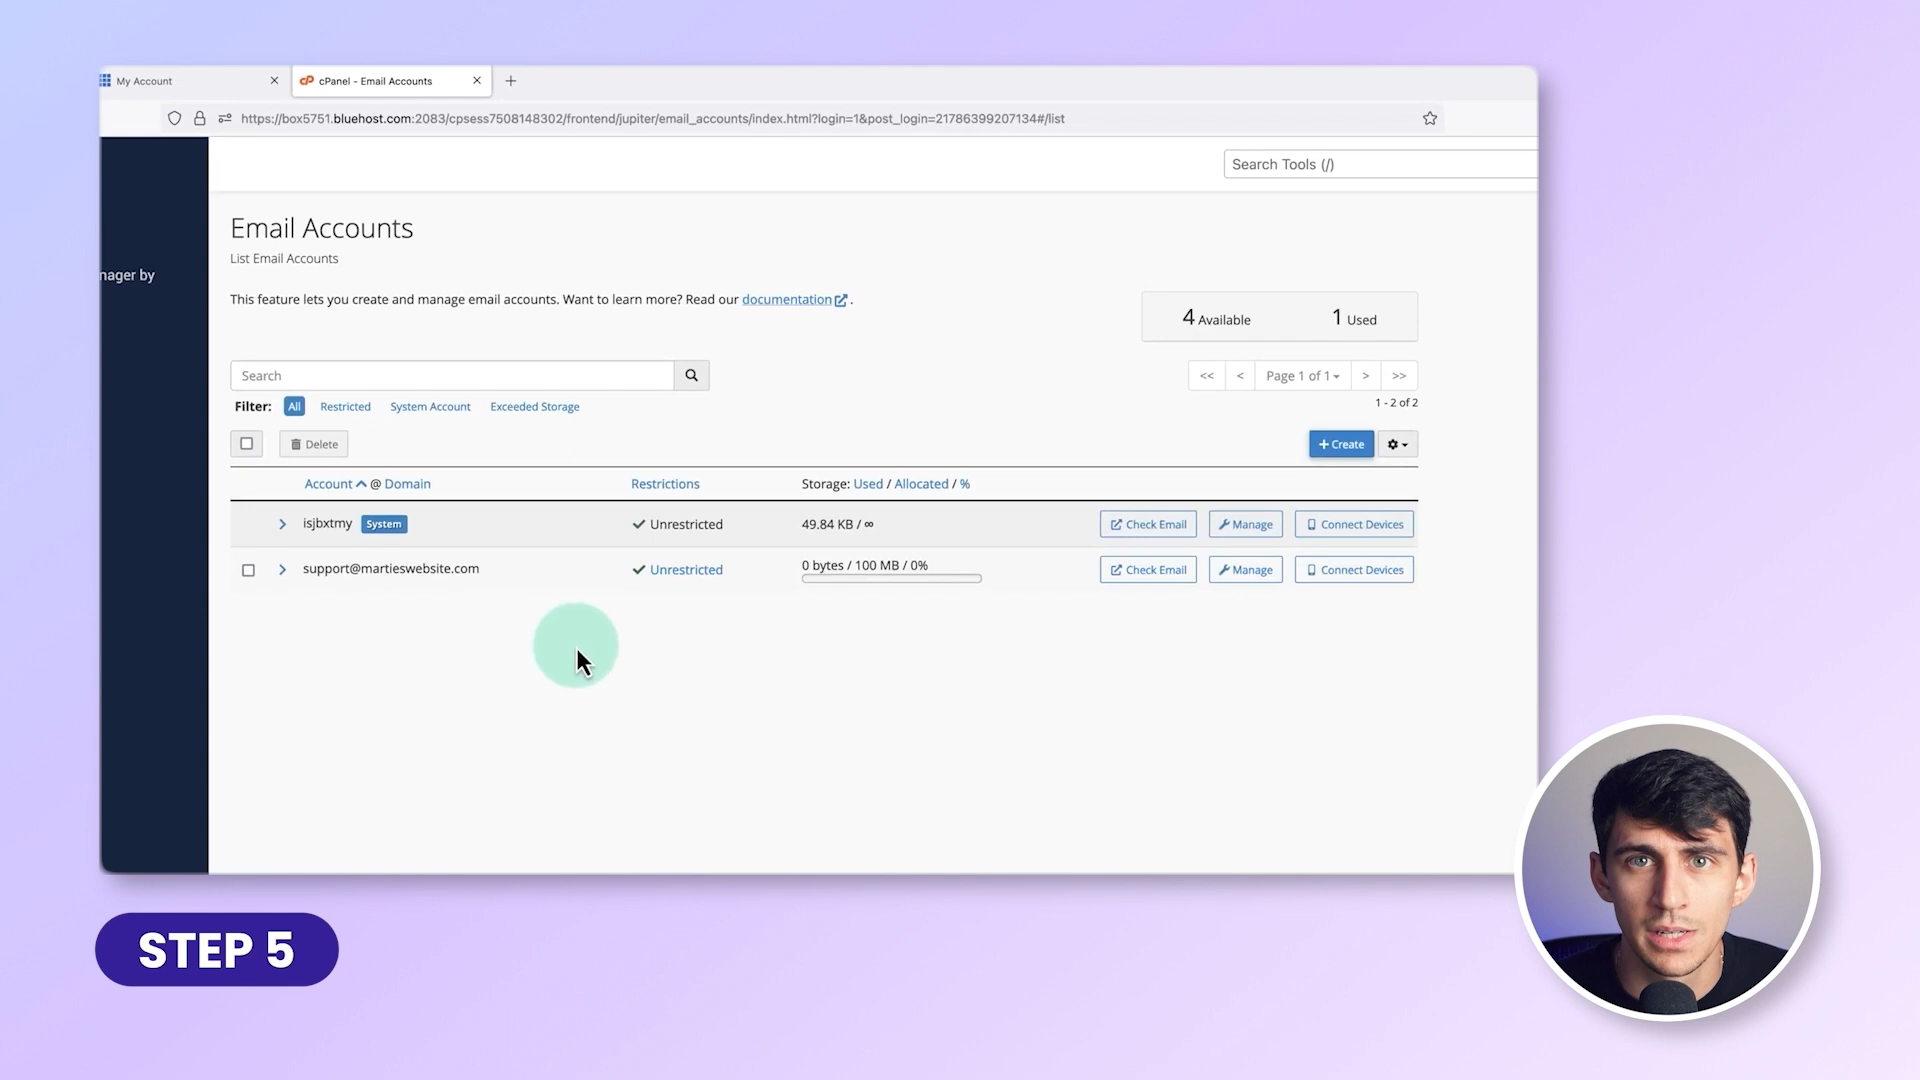 My Account
cP cPanel - Email Accounts
https://box5751.bluehost.com:2083/cpsess7508148302/frontend/jupiter/email_accounts/index.html?login=1&post_login=21786399207134#/list
Search Tools (/)
nager by
Email Accounts
List Email Accounts
This feature lets you create and manage email accounts. Want to learn more? Read our documentation .
4 Available 1 Used
Search
<< < Page 1 of 1 > >>
Filter: All Restricted System Account Exceeded Storage
1 - 2 of 2
Delete
+ Create
Account @ Domain Restrictions Storage: Used / Allocated / %
isjbxtmy System Unrestricted 49.84 KB / ∞ Check Email Manage Connect Devices
support@martieswebsite.com Unrestricted 0 bytes / 100 MB / 0% Check Email Manage Connect Devices
STEP 5